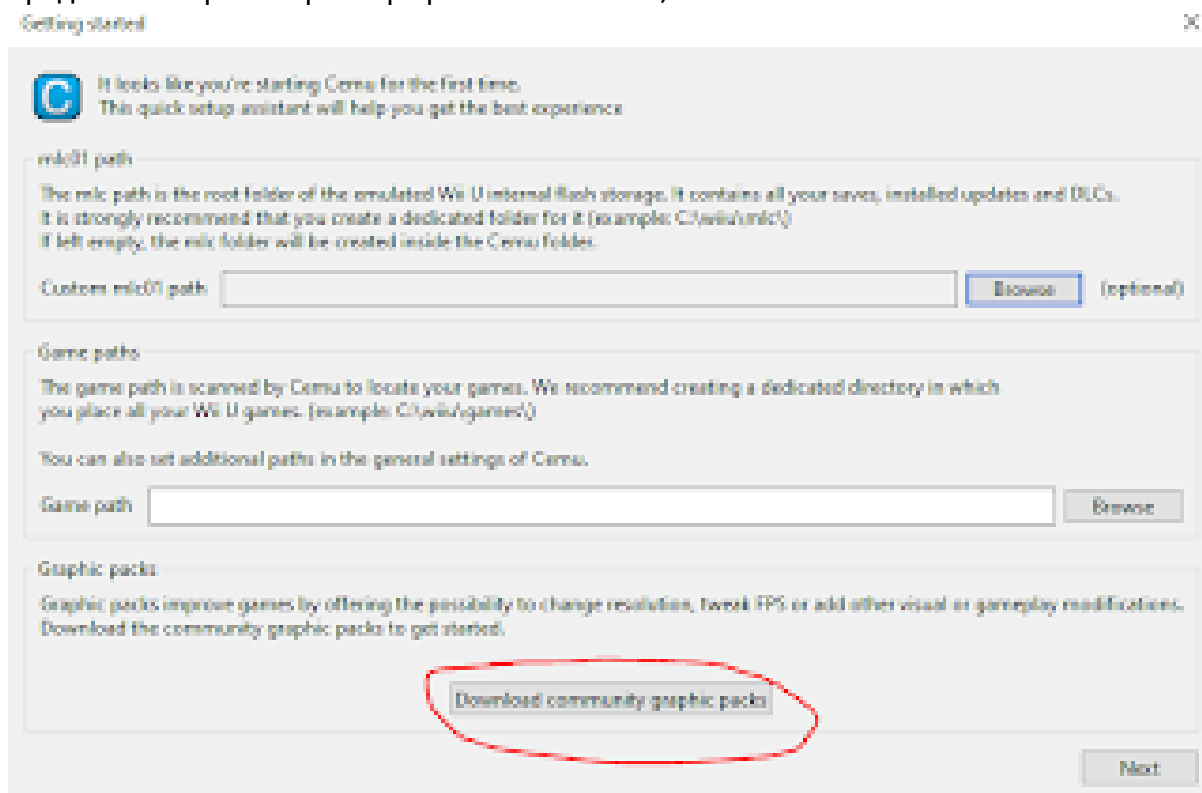 Getting started
It looks like you're starting Cemu for the first time.
This quick setup assistant will help you get the best experience
mlc01 path
The mlc path is the root folder of the emulated Wii U internal flash storage. It contains all your saves, installed updates and DLCs.
It is strongly recommend that you create a dedicated folder for it (example: C:\wiiu\mlc\)
If left empty, the mlc folder will be created inside the Cemu folder.
Custom mlc01 path Browse (optional)
Game paths
The game path is scanned by Cemu to locate your games. We recommend creating a dedicated directory in which
you place all your Wii U games. (example: C:\wiiu\games\)
You can also set additional paths in the general settings of Cemu.
Game path Browse
Graphic packs
Graphic packs improve games by offering the possibility to change resolution, tweak FPS or add other visual or gameplay modifications.
Download the community graphic packs to get started.
Download community graphic packs
Next